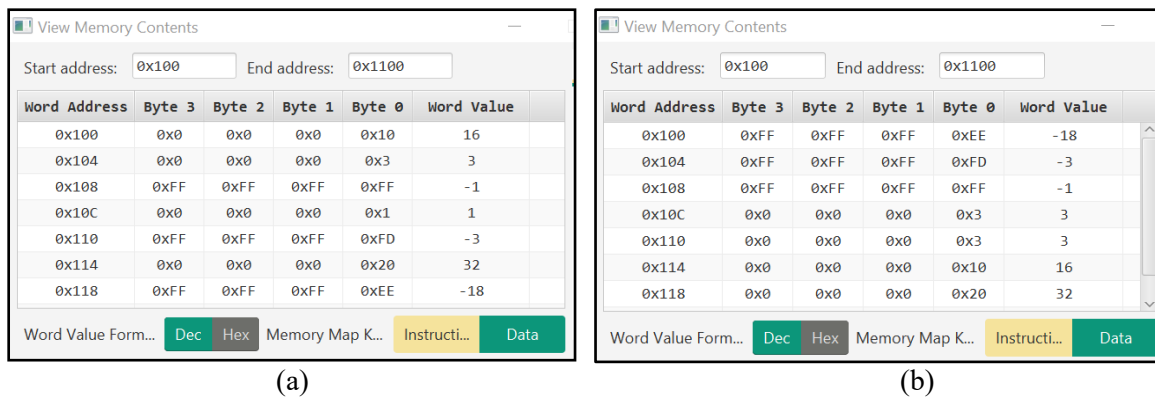 View Memory Contents
Start address: 0x100 End address: 0x1100
Word Address Byte 3 Byte 2 Byte 1 Byte 0 Word Value
0x100 0x0 0x0 0x0 0x10 16
0x104 0x0 0x0 0x0 0x3 3
0x108 0xFF 0xFF 0xFF 0xFF -1
0x10C 0x0 0x0 0x0 0x1 1
0x110 0xFF 0xFF 0xFF 0xFD -3
0x114 0x0 0x0 0x0 0x20 32
0x118 0xFF 0xFF 0xFF 0xEE -18
Word Value Form... Dec Hex Memory Map K... Instructi... Data
(a)
View Memory Contents
Start address: 0x100 End address: 0x1100
Word Address Byte 3 Byte 2 Byte 1 Byte 0 Word Value
0x100 0xFF 0xFF 0xFF 0xEE -18
0x104 0xFF 0xFF 0xFF 0xFD -3
0x108 0xFF 0xFF 0xFF 0xFF -1
0x10C 0x0 0x0 0x0 0x3 3
0x110 0x0 0x0 0x0 0x3 3
0x114 0x0 0x0 0x0 0x10 16
0x118 0x0 0x0 0x0 0x20 32
Word Value Form... Dec Hex Memory Map K... Instructi... Data
(b)